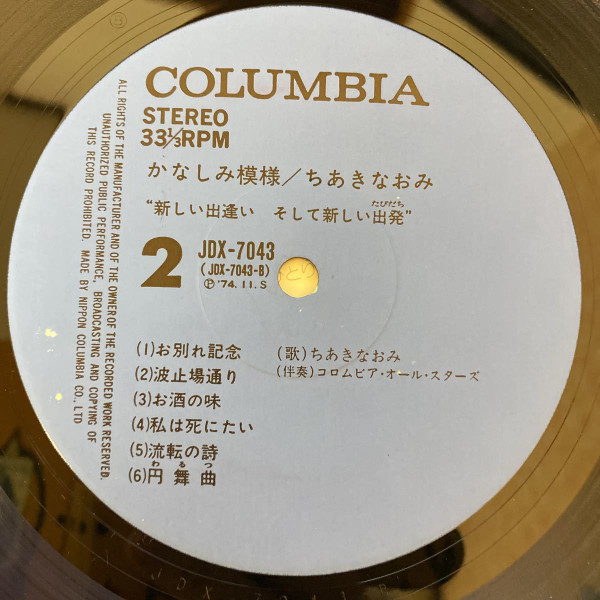 COLUMBIA
STEREO
33⅓RPM
かなしみ模様／ちあきなおみ
“新しい出逢い　そして新しい出発”
たびだち
2
JDX-7043
(JDX-7043-B)
Ⓟ'74.11.S
(1)お別れ記念
(2)波止場通り
(3)お酒の味
(4)私は死にたい
(5)流転の詩
わるつ
(6)円舞曲
(歌)ちあきなおみ
(伴奏)コロムビア・オール・スターズ
ALL RIGHTS OF THE MANUFACTURER AND OF THE OWNER OF THE RECORDED WORK RESERVED.
UNAUTHORIZED PUBLIC PERFORMANCE, BROADCASTING AND COPYING OF
THIS RECORD PROHIBITED. MADE BY NIPPON COLUMBIA CO., LTD